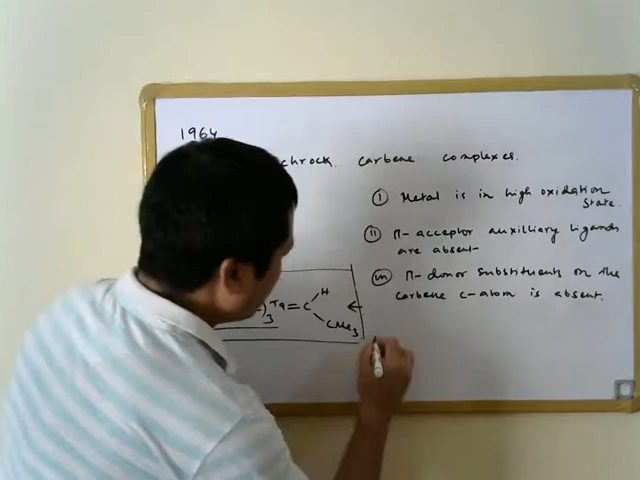 1964
chrock carbene complexes.
(i) Metal is in high oxidation
state.
(ii) Π-acceptor auxilliary ligands
are absent
(iii) Π-donor substituents on the
carbene C-atom is absent.
H
)3 Ta = C ←
CMe3